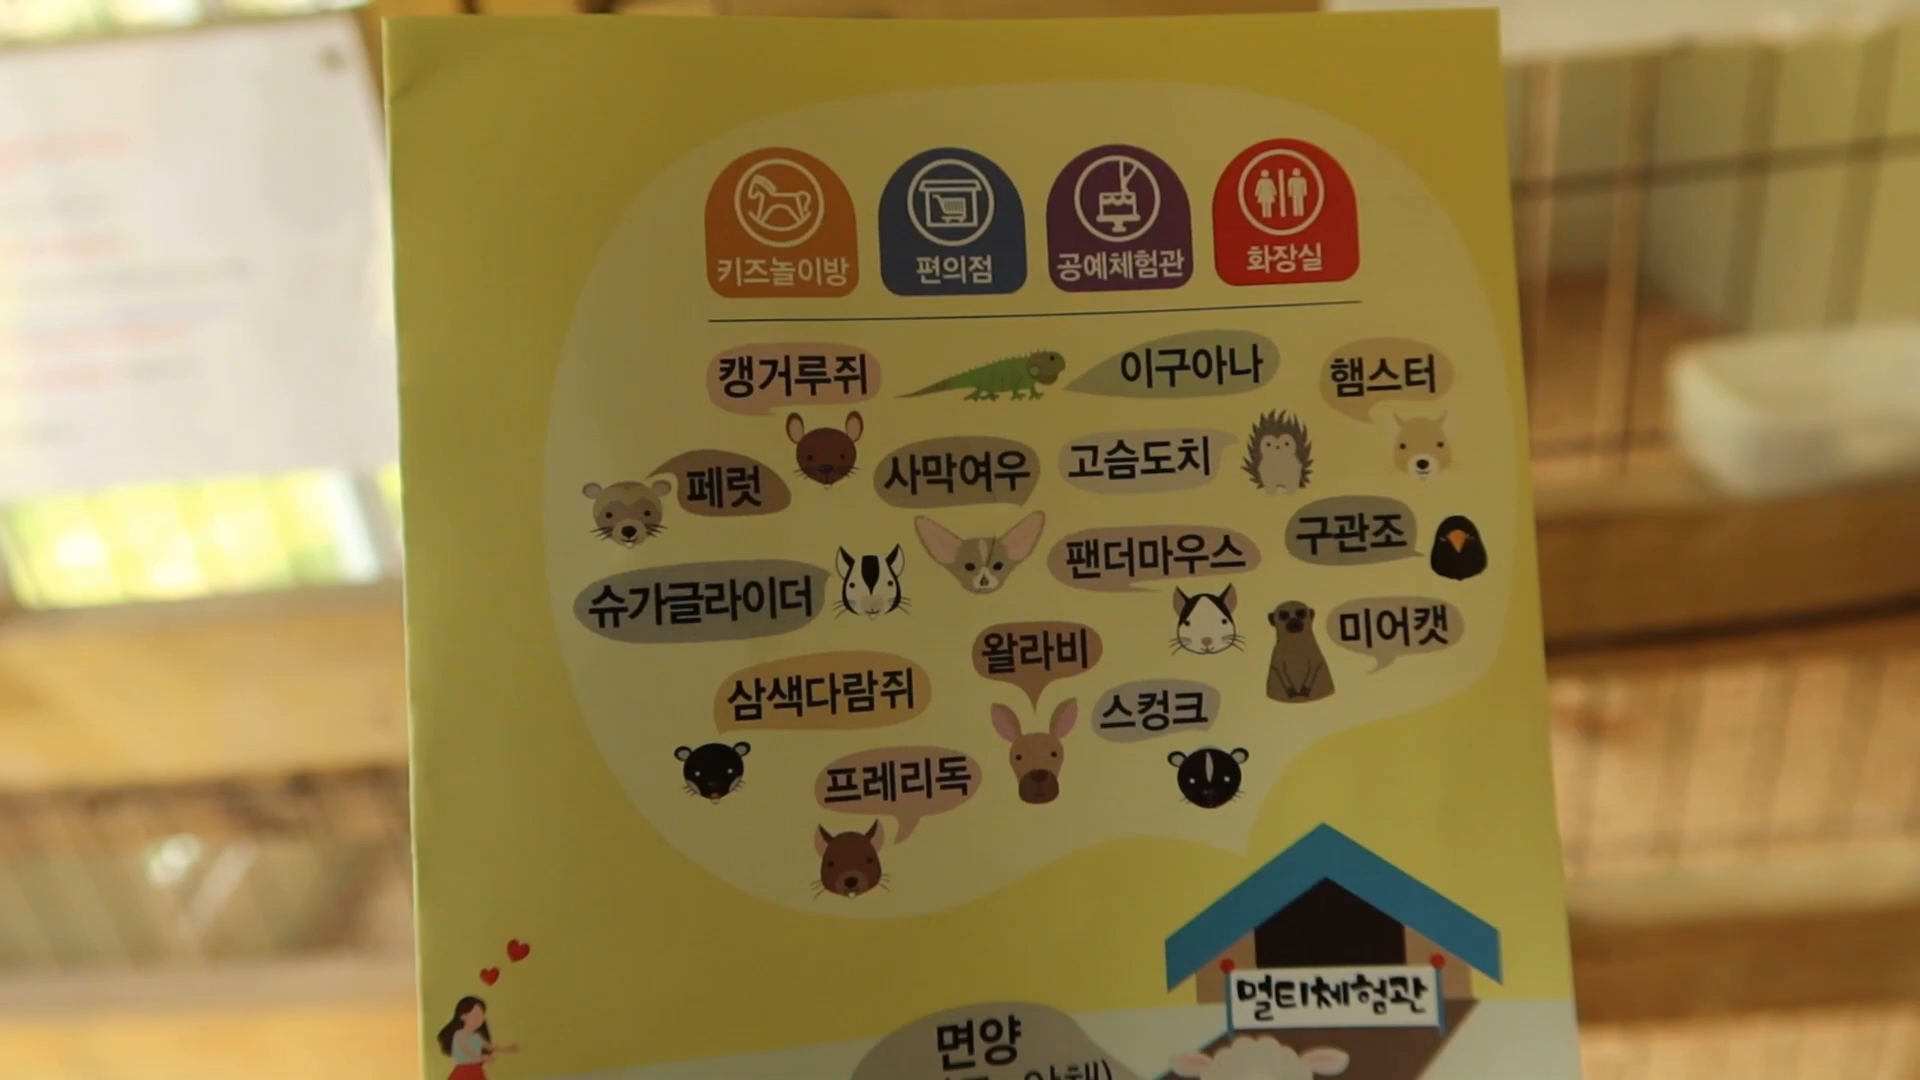 키즈놀이방
편의점
공예체험관
화장실
캥거루쥐
이구아나
햄스터
페럿
사막여우
고슴도치
구관조
슈가글라이더
팬더마우스
미어캣
왈라비
삼색다람쥐
스컹크
프레리독
멀티체험관
면양